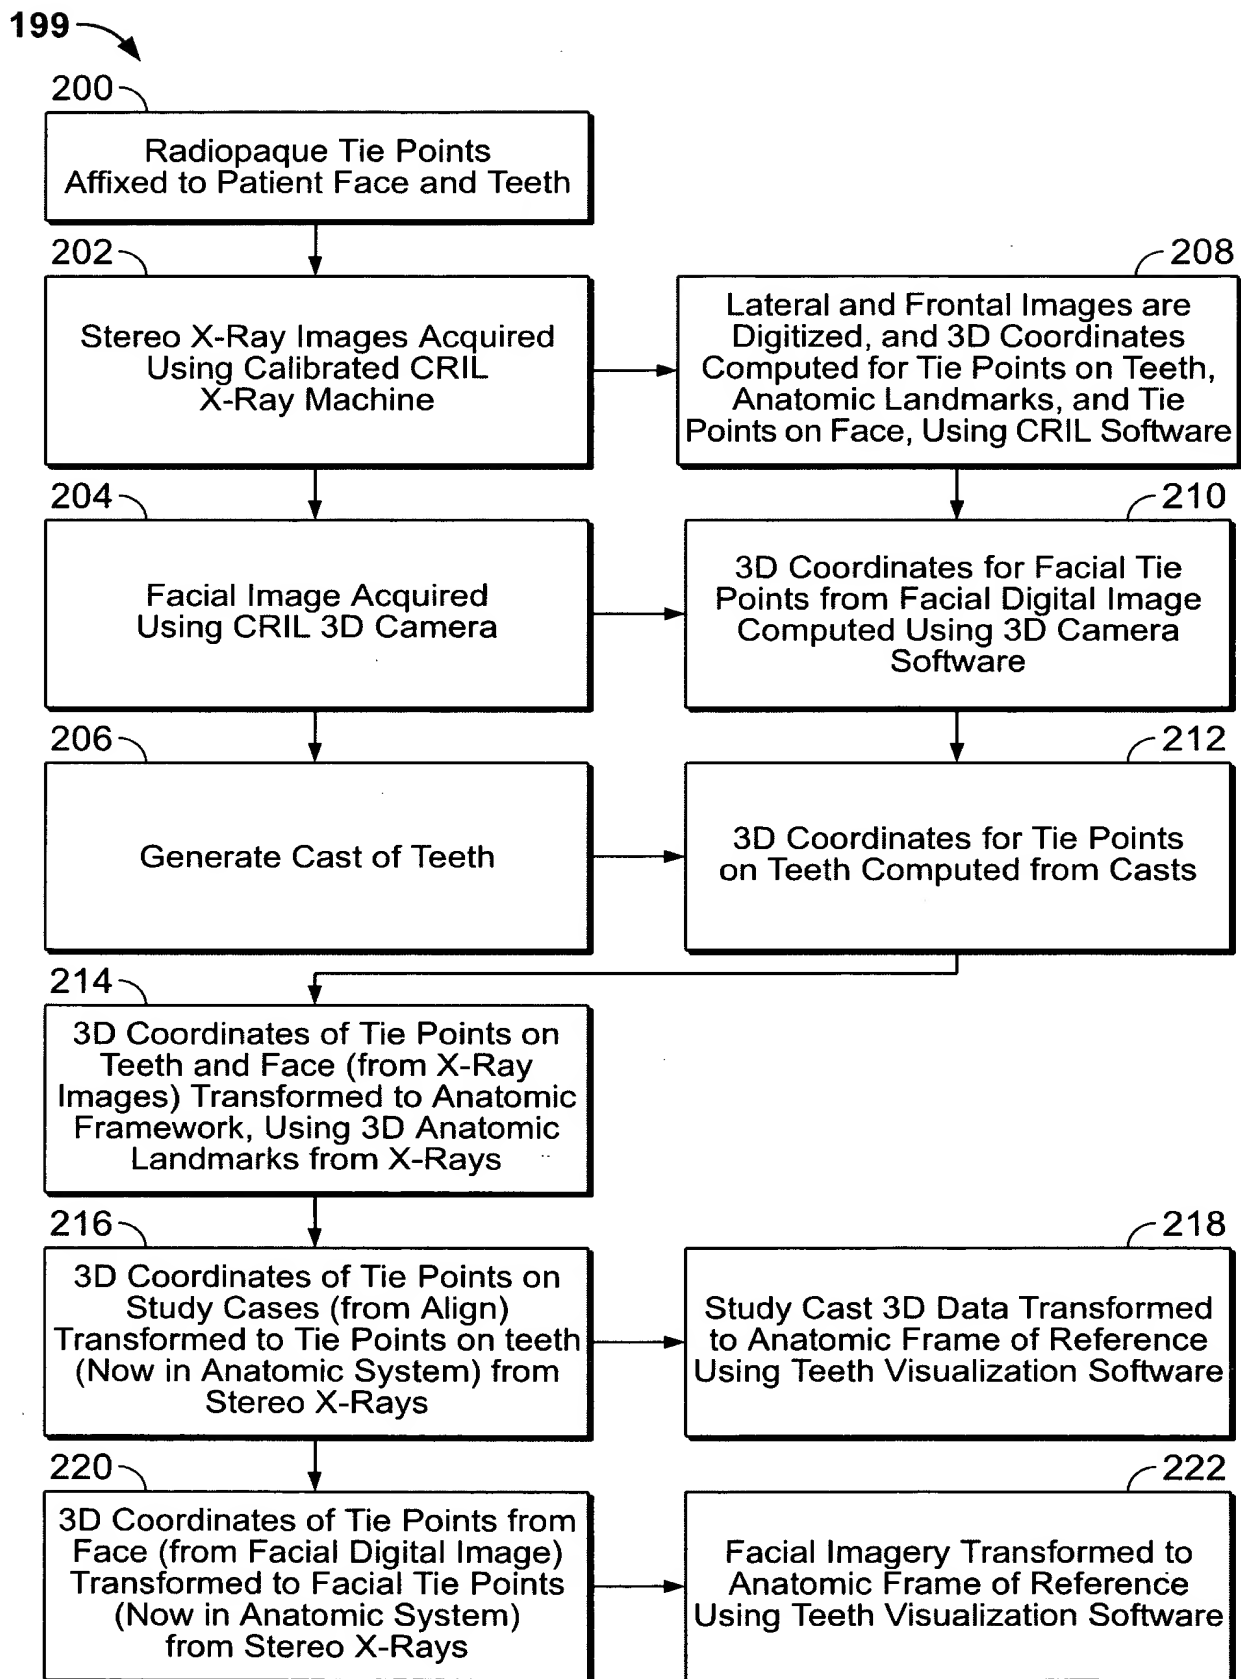 199
200
Radiopaque Tie Points
Affixed to Patient Face and Teeth
202
Stereo X-Ray Images Acquired
Using Calibrated CRIL
X-Ray Machine
208
Lateral and Frontal Images are
Digitized, and 3D Coordinates
Computed for Tie Points on Teeth,
Anatomic Landmarks, and Tie
Points on Face, Using CRIL Software
204
Facial Image Acquired
Using CRIL 3D Camera
210
3D Coordinates for Facial Tie
Points from Facial Digital Image
Computed Using 3D Camera
Software
206
Generate Cast of Teeth
212
3D Coordinates for Tie Points
on Teeth Computed from Casts
214
3D Coordinates of Tie Points on
Teeth and Face (from X-Ray
Images) Transformed to Anatomic
Framework, Using 3D Anatomic
Landmarks from X-Rays
216
3D Coordinates of Tie Points on
Study Cases (from Align)
Transformed to Tie Points on teeth
(Now in Anatomic System) from
Stereo X-Rays
218
Study Cast 3D Data Transformed
to Anatomic Frame of Reference
Using Teeth Visualization Software
220
3D Coordinates of Tie Points from
Face (from Facial Digital Image)
Transformed to Facial Tie Points
(Now in Anatomic System)
from Stereo X-Rays
222
Facial Imagery Transformed to
Anatomic Frame of Reference
Using Teeth Visualization Software